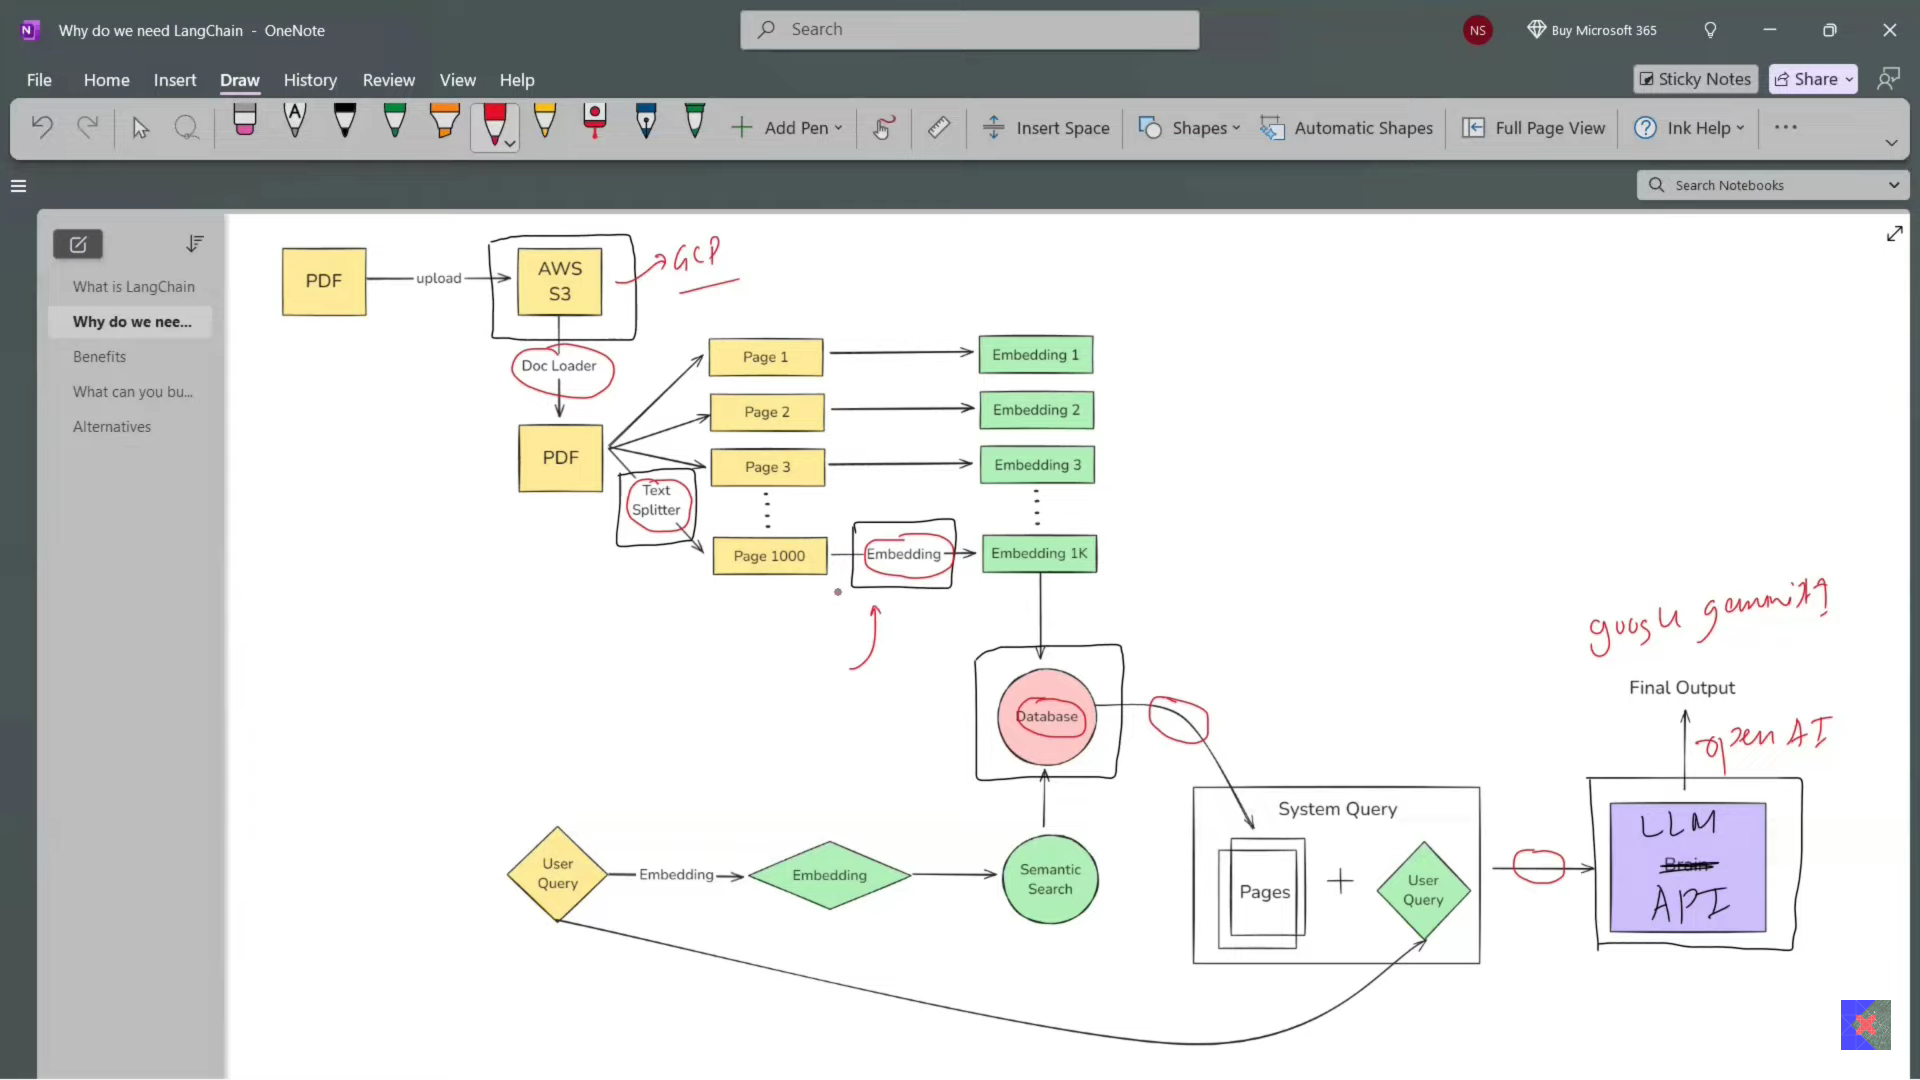 Why do we need LangChain - OneNote
Search
NS
Buy Microsoft 365
File Home Insert Draw History Review View Help
Sticky Notes
Share
Add Pen
Insert Space
Shapes
Automatic Shapes
Full Page View
Ink Help
Search Notebooks
What is LangChain
Why do we nee...
Benefits
What can you bu...
Alternatives
PDF
upload
AWS
S3
GCP
Doc Loader
PDF
Text
Splitter
Page 1
Page 2
Page 3
Page 1000
Embedding
Embedding 1
Embedding 2
Embedding 3
Embedding 1K
Database
User
Query
Embedding
Embedding
Semantic
Search
System Query
Pages
+
User
Query
google
Final Output
open AI
LLM
Brain
API